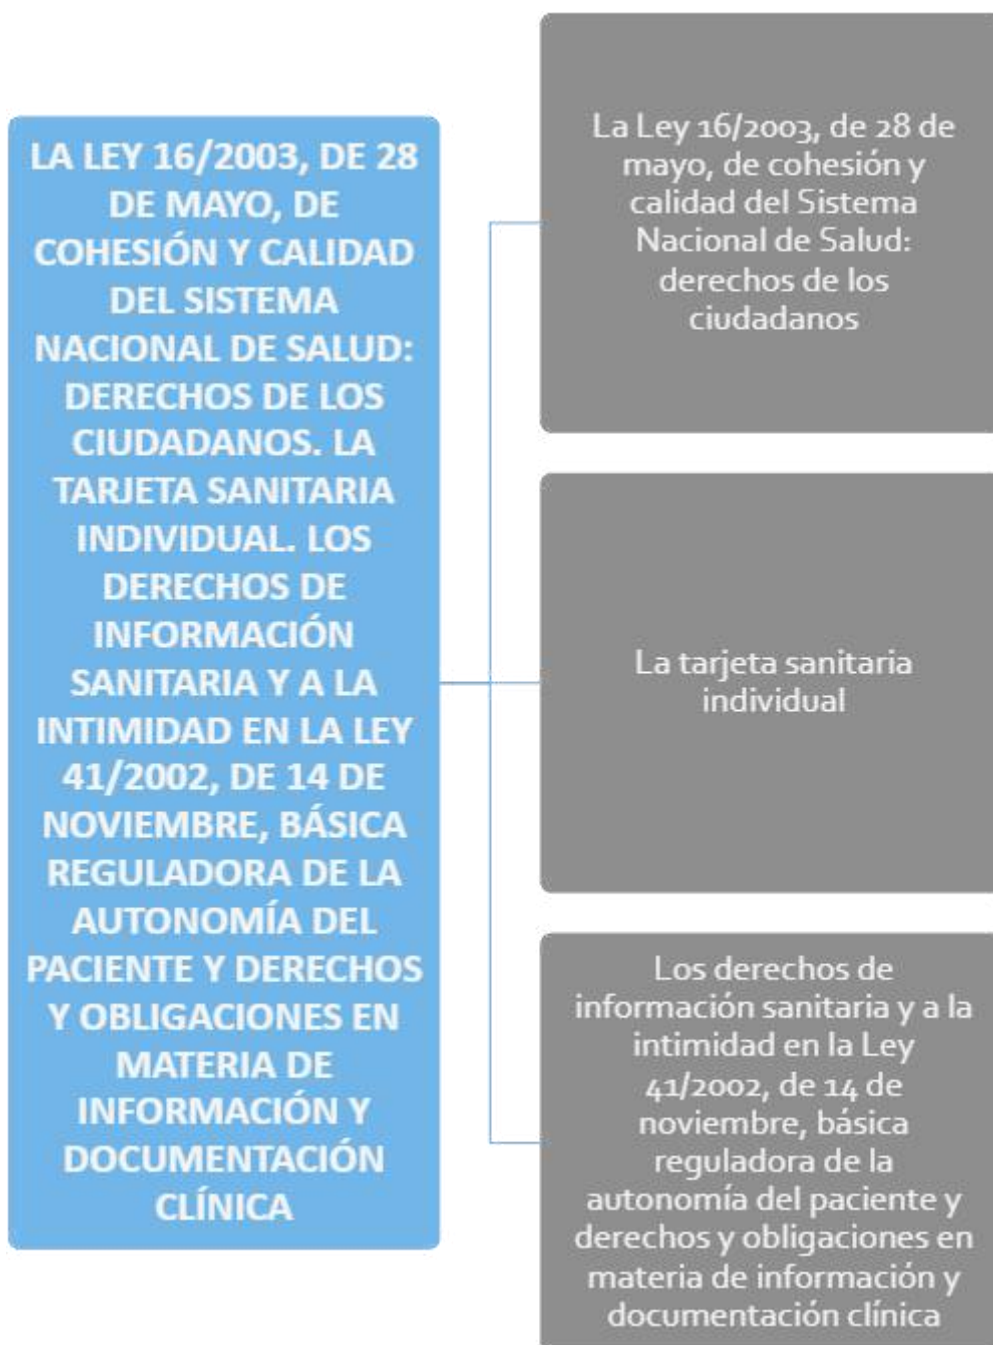 LA LEY 16/2003, DE 28
DE MAYO, DE
COHESIÓN Y CALIDAD
DEL SISTEMA
NACIONAL DE SALUD:
DERECHOS DE LOS
CIUDADANOS. LA
TARJETA SANITARIA
INDIVIDUAL. LOS
DERECHOS DE
INFORMACIÓN
SANITARIA Y A LA
INTIMIDAD EN LA LEY
41/2002, DE 14 DE
NOVIEMBRE, BÁSICA
REGULADORA DE LA
AUTONOMÍA DEL
PACIENTE Y DERECHOS
Y OBLIGACIONES EN
MATERIA DE
INFORMACIÓN Y
DOCUMENTACIÓN
CLÍNICA
La Ley 16/2003, de 28 de
mayo, de cohesión y
calidad del Sistema
Nacional de Salud:
derechos de los
ciudadanos
La tarjeta sanitaria
individual
Los derechos de
información sanitaria y a la
intimidad en la Ley
41/2002, de 14 de
noviembre, básica
reguladora de la
autonomía del paciente y
derechos y obligaciones en
materia de información y
documentación clínica